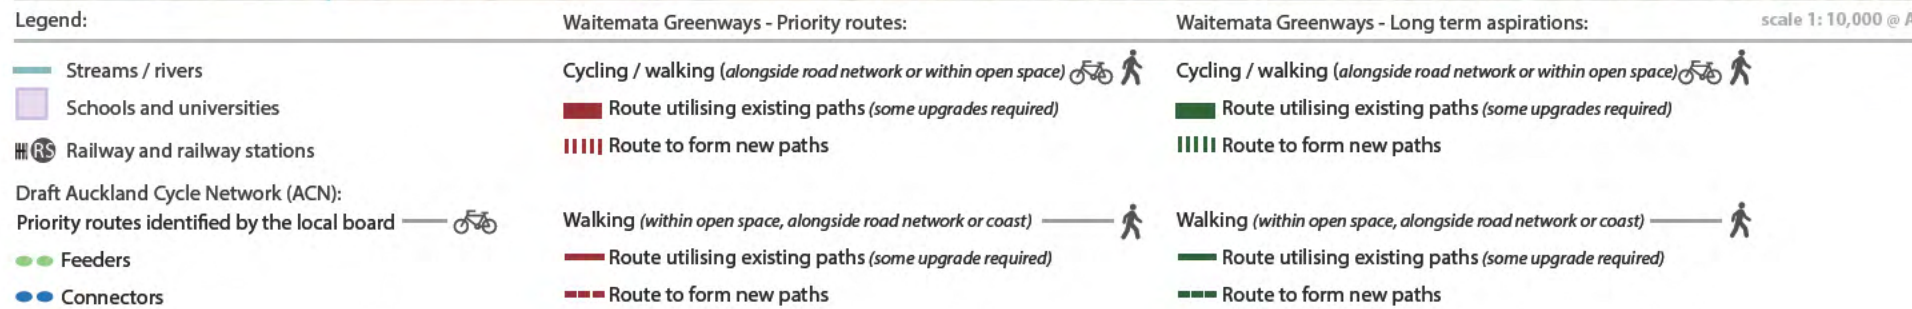 Legend:
Streams / rivers
Schools and universities
RS Railway and railway stations
Draft Auckland Cycle Network (ACN):
Priority routes identified by the local board
Feeders
Connectors
Waitemata Greenways - Priority routes:
Cycling / walking (alongside road network or within open space)
Route utilising existing paths (some upgrades required)
Route to form new paths
Walking (within open space, alongside road network or coast)
Route utilising existing paths (some upgrade required)
Route to form new paths
Waitemata Greenways - Long term aspirations:
Cycling / walking (alongside road network or within open space)
Route utilising existing paths (some upgrades required)
Route to form new paths
Walking (within open space, alongside road network or coast)
Route utilising existing paths (some upgrade required)
Route to form new paths
scale 1: 10,000 @ A